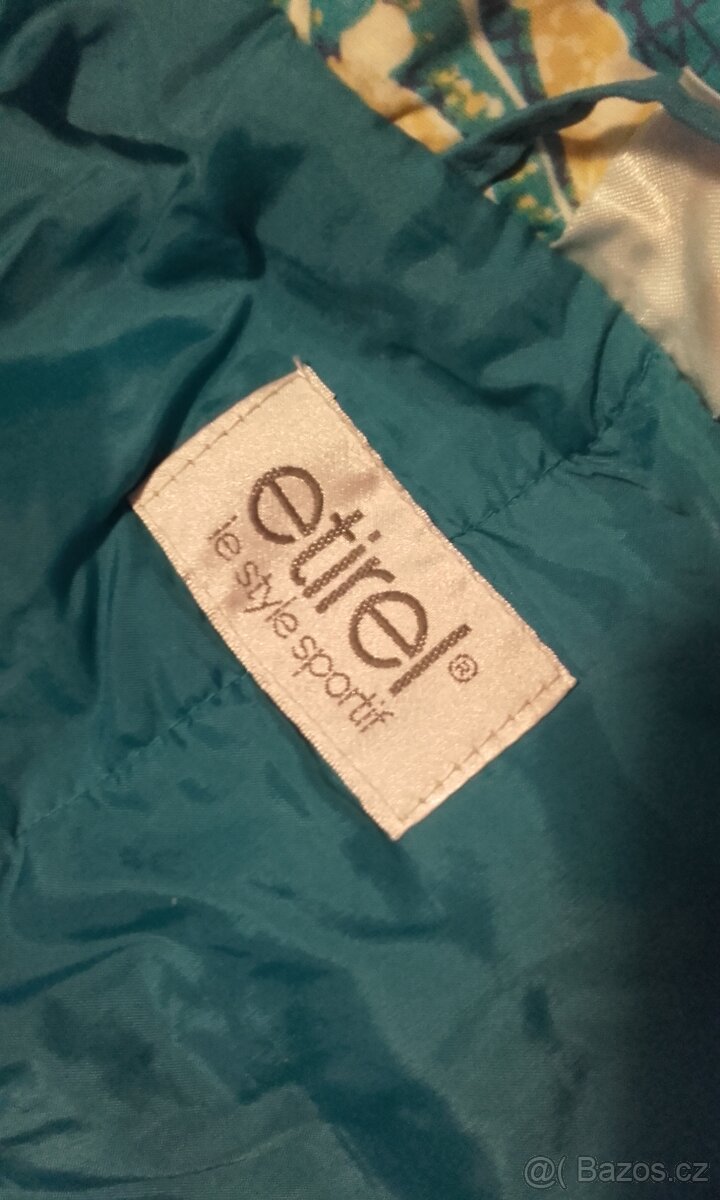 etirel®
le style sportif
@( Bazos.cz